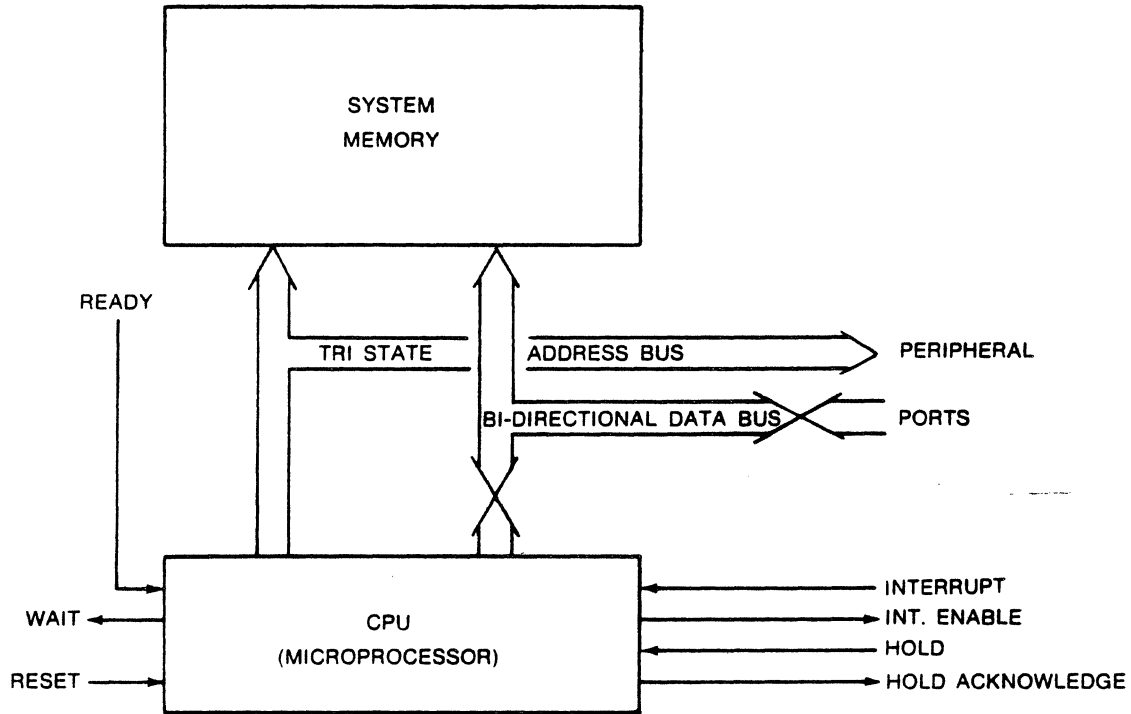 SYSTEM
MEMORY
READY
TRI STATE ADDRESS BUS
PERIPHERAL
BI-DIRECTIONAL DATA BUS
PORTS
INTERRUPT
WAIT
CPU
INT. ENABLE
(MICROPROCESSOR)
HOLD
RESET
HOLD ACKNOWLEDGE